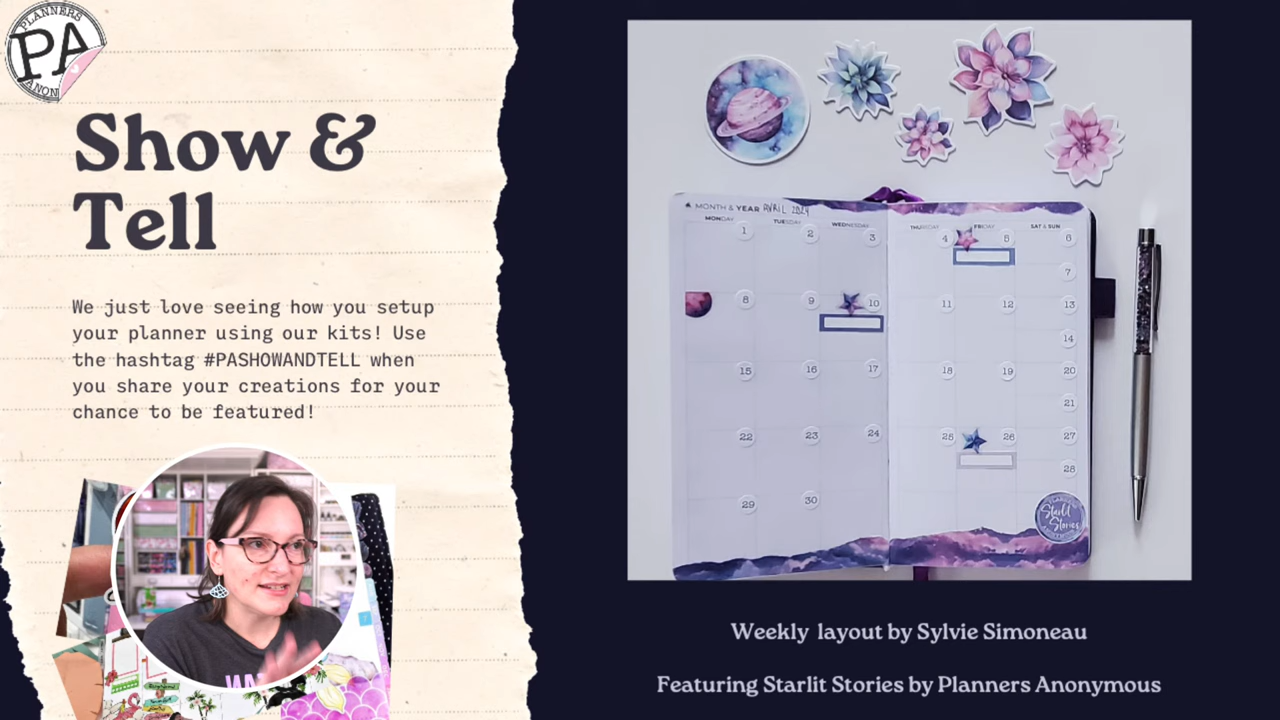 PLANNERS
PA
ANON
Show &
Tell
We just love seeing how you setup
your planner using our kits! Use
the hashtag #PASHOWANDTELL when
you share your creations for your
chance to be featured!
MONTH & YEAR AVRIL 2024
MONDAY TUESDAY WEDNESDAY THURSDAY FRIDAY SAT & SUN
1 2 3 4 5 6
7
8 9 10 11 12 13
14
15 16 17 18 19 20
21
22 23 24 25 26 27
28
29 30
Starlit
Stories
ANONYMOUS
Weekly layout by Sylvie Simoneau
Featuring Starlit Stories by Planners Anonymous